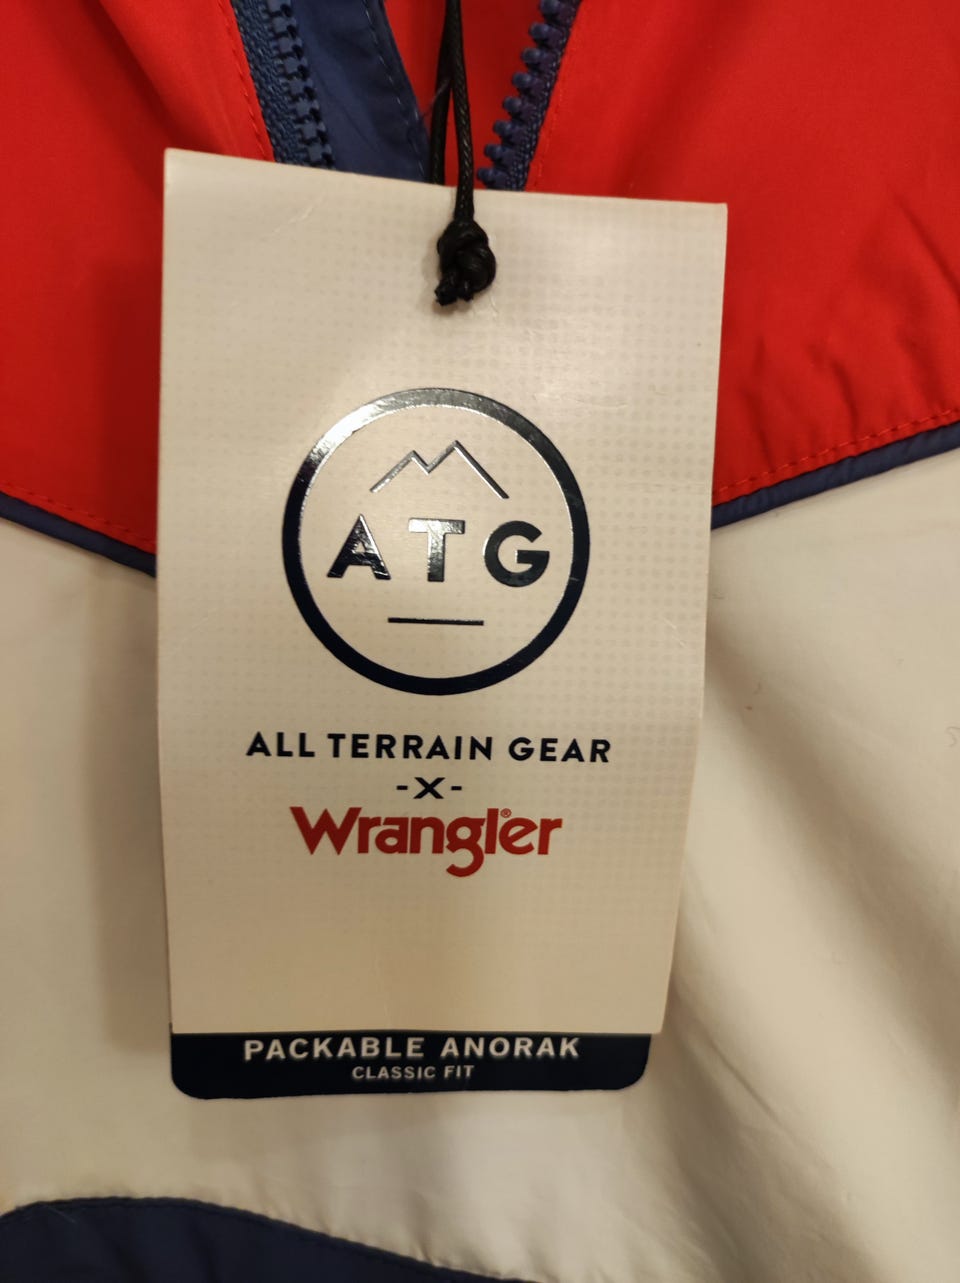 ATG
ALL TERRAIN GEAR
-X-
Wrangler®
PACKABLE ANORAK
CLASSIC FIT